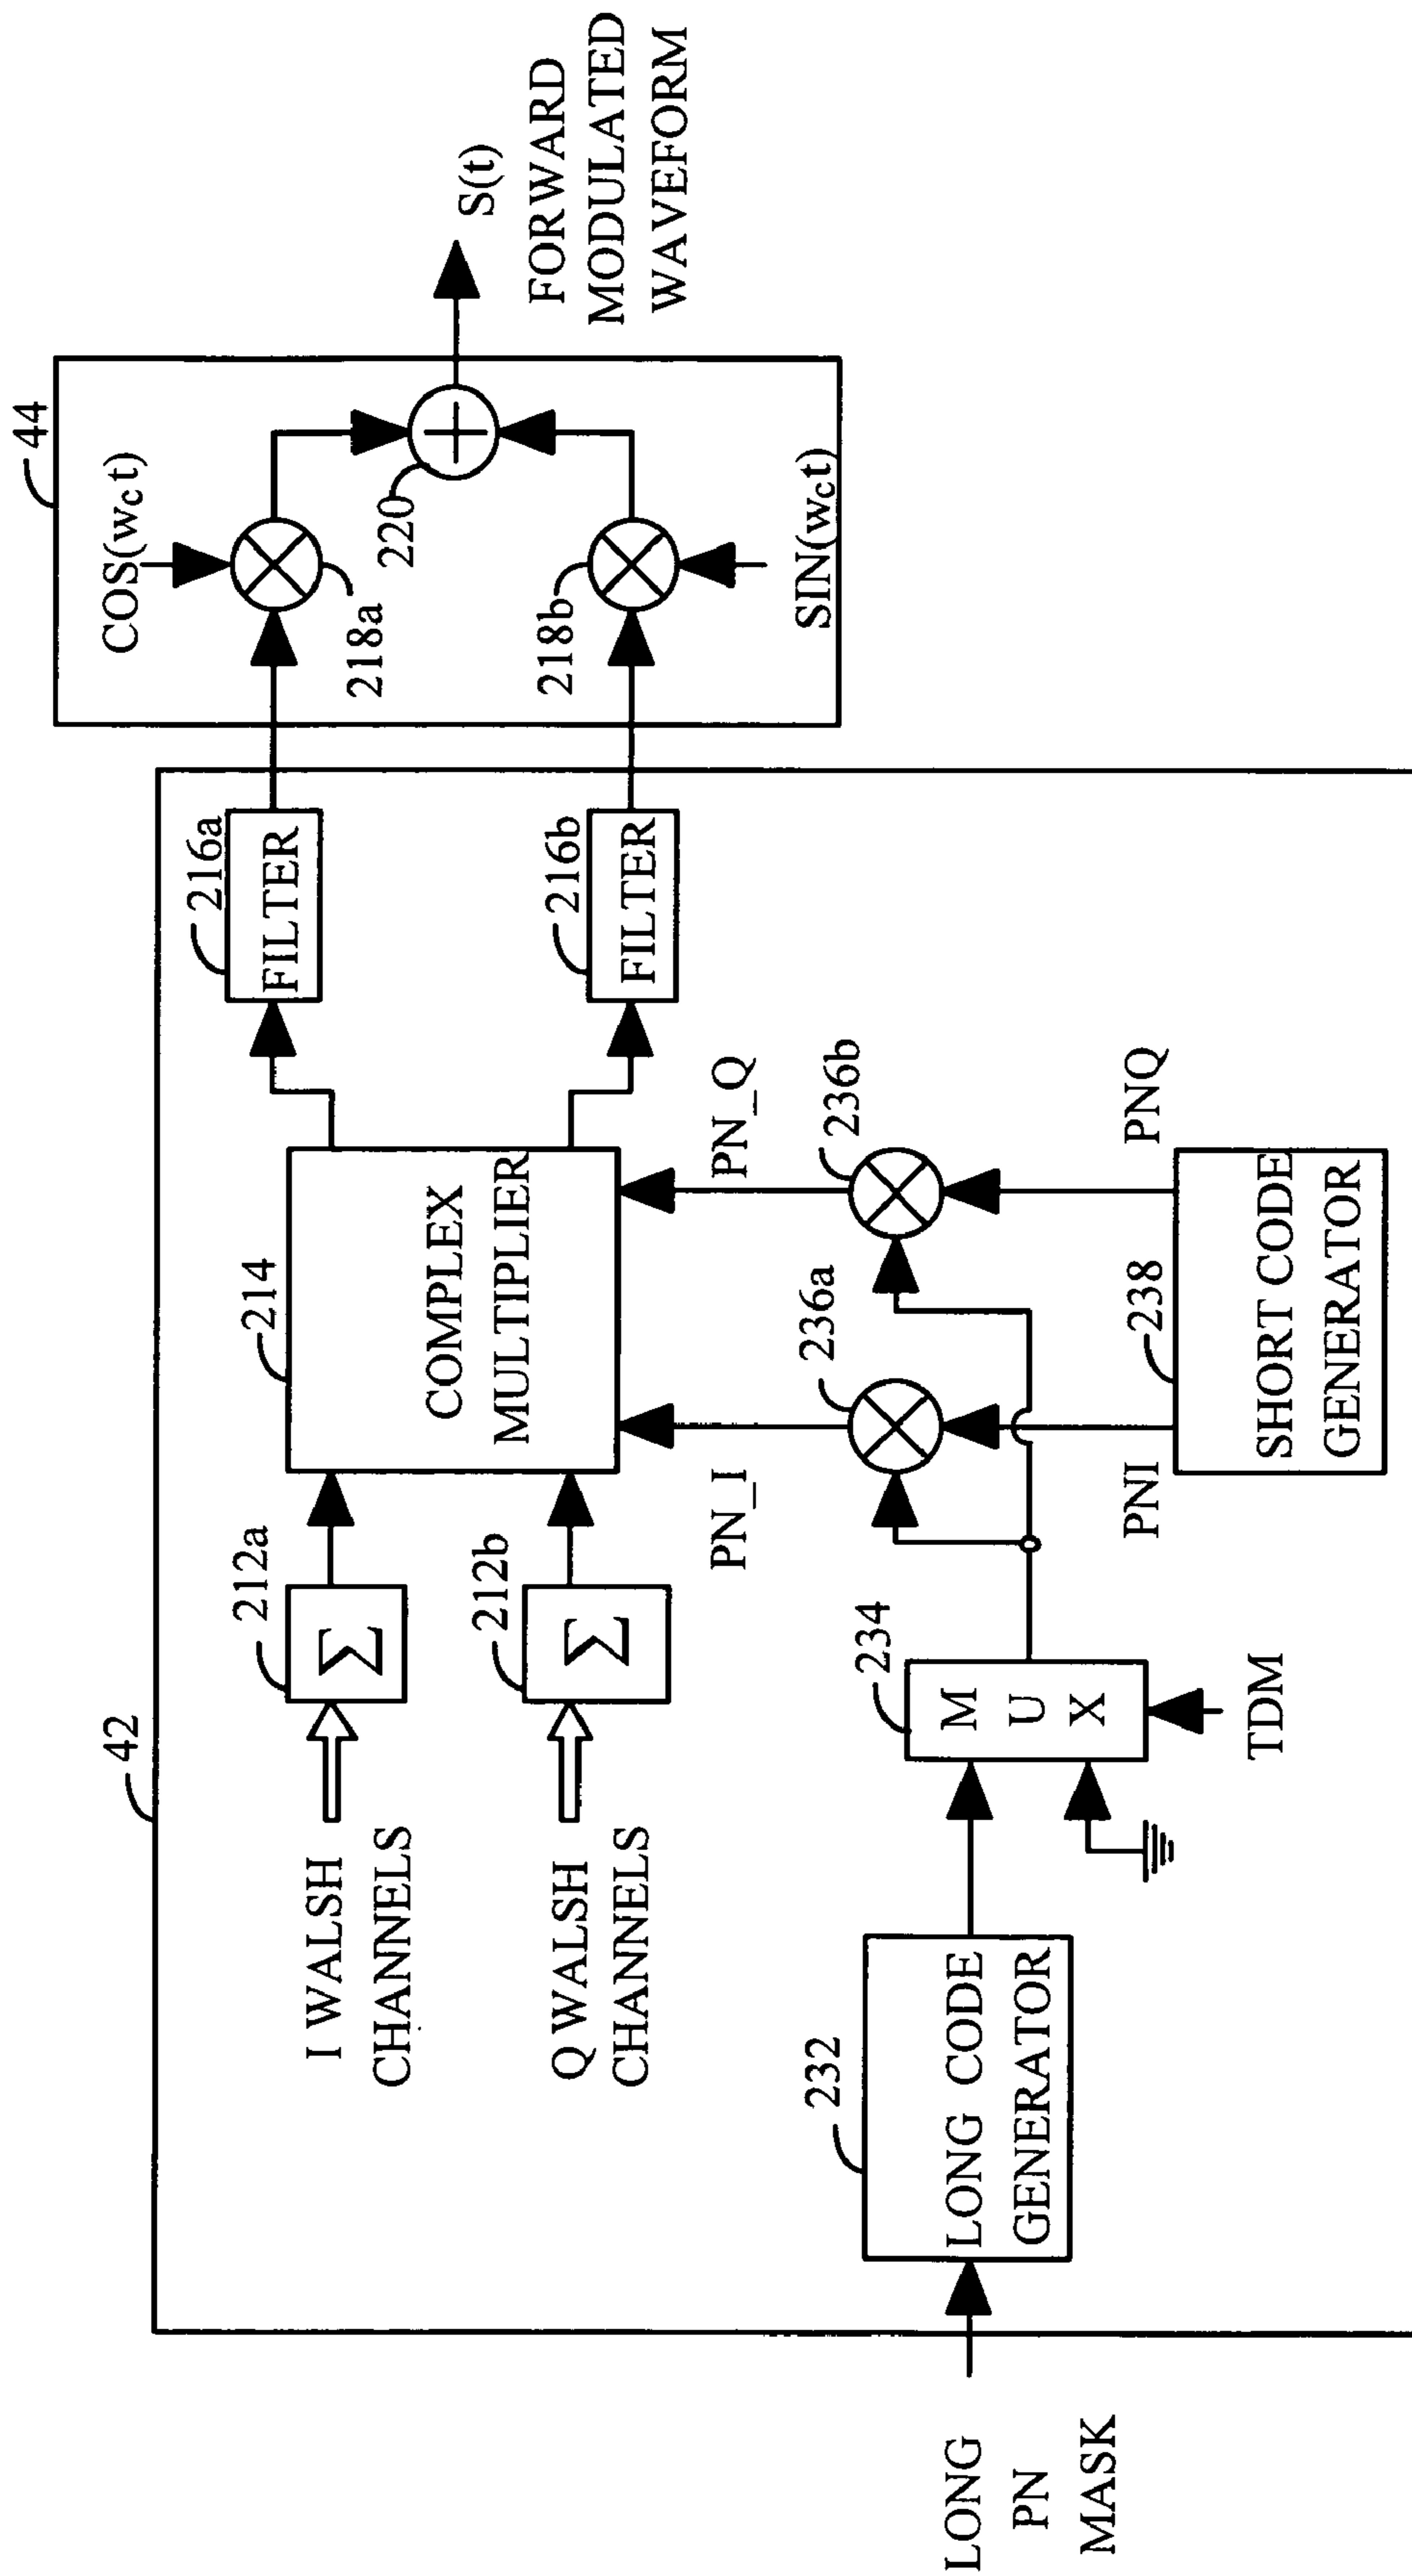 42
44
I WALSH
CHANNELS
212a
Σ
Q WALSH
CHANNELS
212b
Σ
214
COMPLEX
MULTIPLIER
216a
FILTER
216b
FILTER
COS(wct)
218a
220
218b
SIN(wct)
S(t)
FORWARD
MODULATED
WAVEFORM
PN_I
PN_Q
LONG
PN
MASK
232
LONG CODE
GENERATOR
234
M
U
X
TDM
236a
236b
PNI
PNQ
238
SHORT CODE
GENERATOR